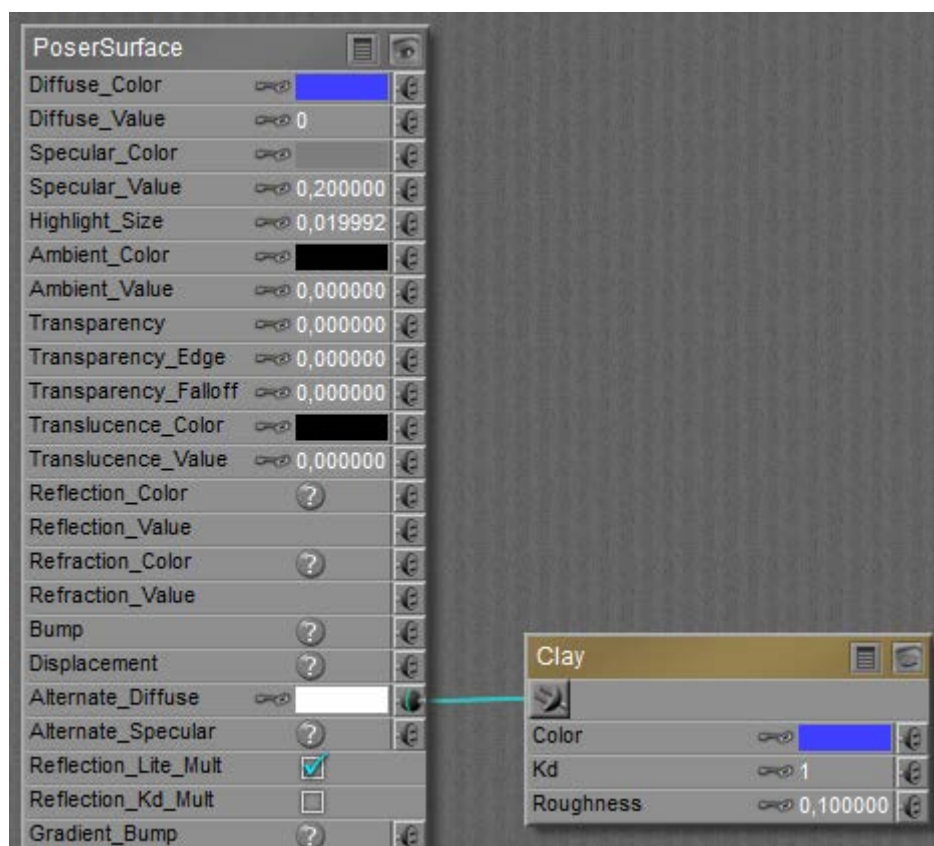 PoserSurface
Diffuse_Color
Diffuse_Value 0
Specular_Color
Specular_Value 0,200000
Highlight_Size 0,019992
Ambient_Color
Ambient_Value 0,000000
Transparency 0,000000
Transparency_Edge 0,000000
Transparency_Falloff 0,000000
Translucence_Color
Translucence_Value 0,000000
Reflection_Color ?
Reflection_Value
Refraction_Color ?
Refraction_Value
Bump ?
Displacement ?
Alternate_Diffuse
Alternate_Specular ?
Reflection_Lite_Mult
Reflection_Kd_Mult
Gradient_Bump ?
Clay
Color
Kd 1
Roughness 0,100000